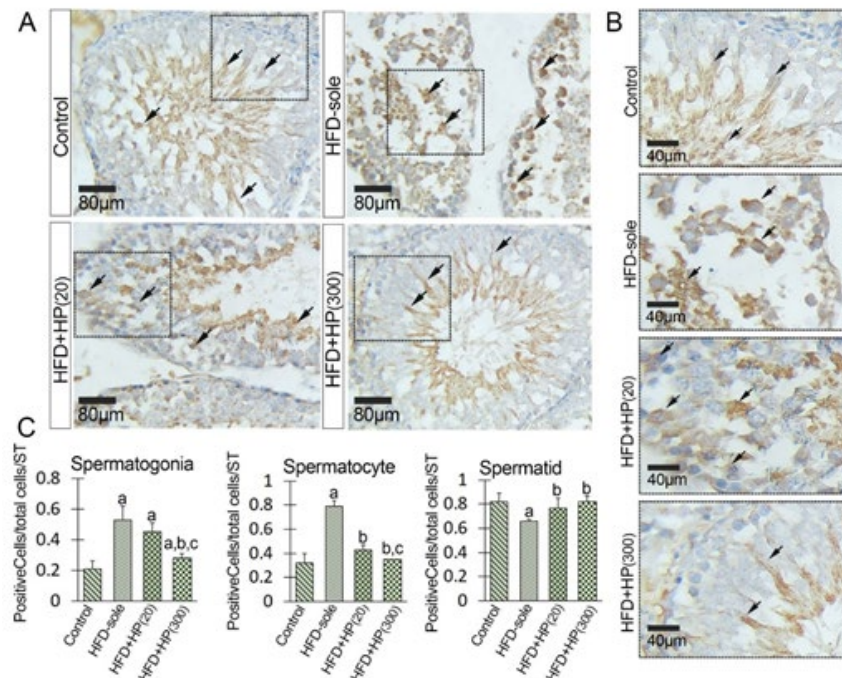 A
B
Control
80µm
HFD-sole
80µm
HFD+HP(20)
80µm
HFD+HP(300)
80µm
Control
40µm
HFD-sole
40µm
HFD+HP(20)
40µm
HFD+HP(300)
40µm
C
Spermatogonia
PositiveCells/total cells/ST
0.8
0.6
0.4
0.2
0
a
a
a,b,c
Control
HFD-sole
HFD+HP(20)
HFD+HP(300)
Spermatocyte
PositiveCells/total cells/ST
1
0.8
0.6
0.4
0.2
0
a
b
b,c
Control
HFD-sole
HFD+HP(20)
HFD+HP(300)
Spermatid
PositiveCells/total cells/ST
1
0.8
0.6
0.4
0.2
0
a
b
b
Control
HFD-sole
HFD+HP(20)
HFD+HP(300)